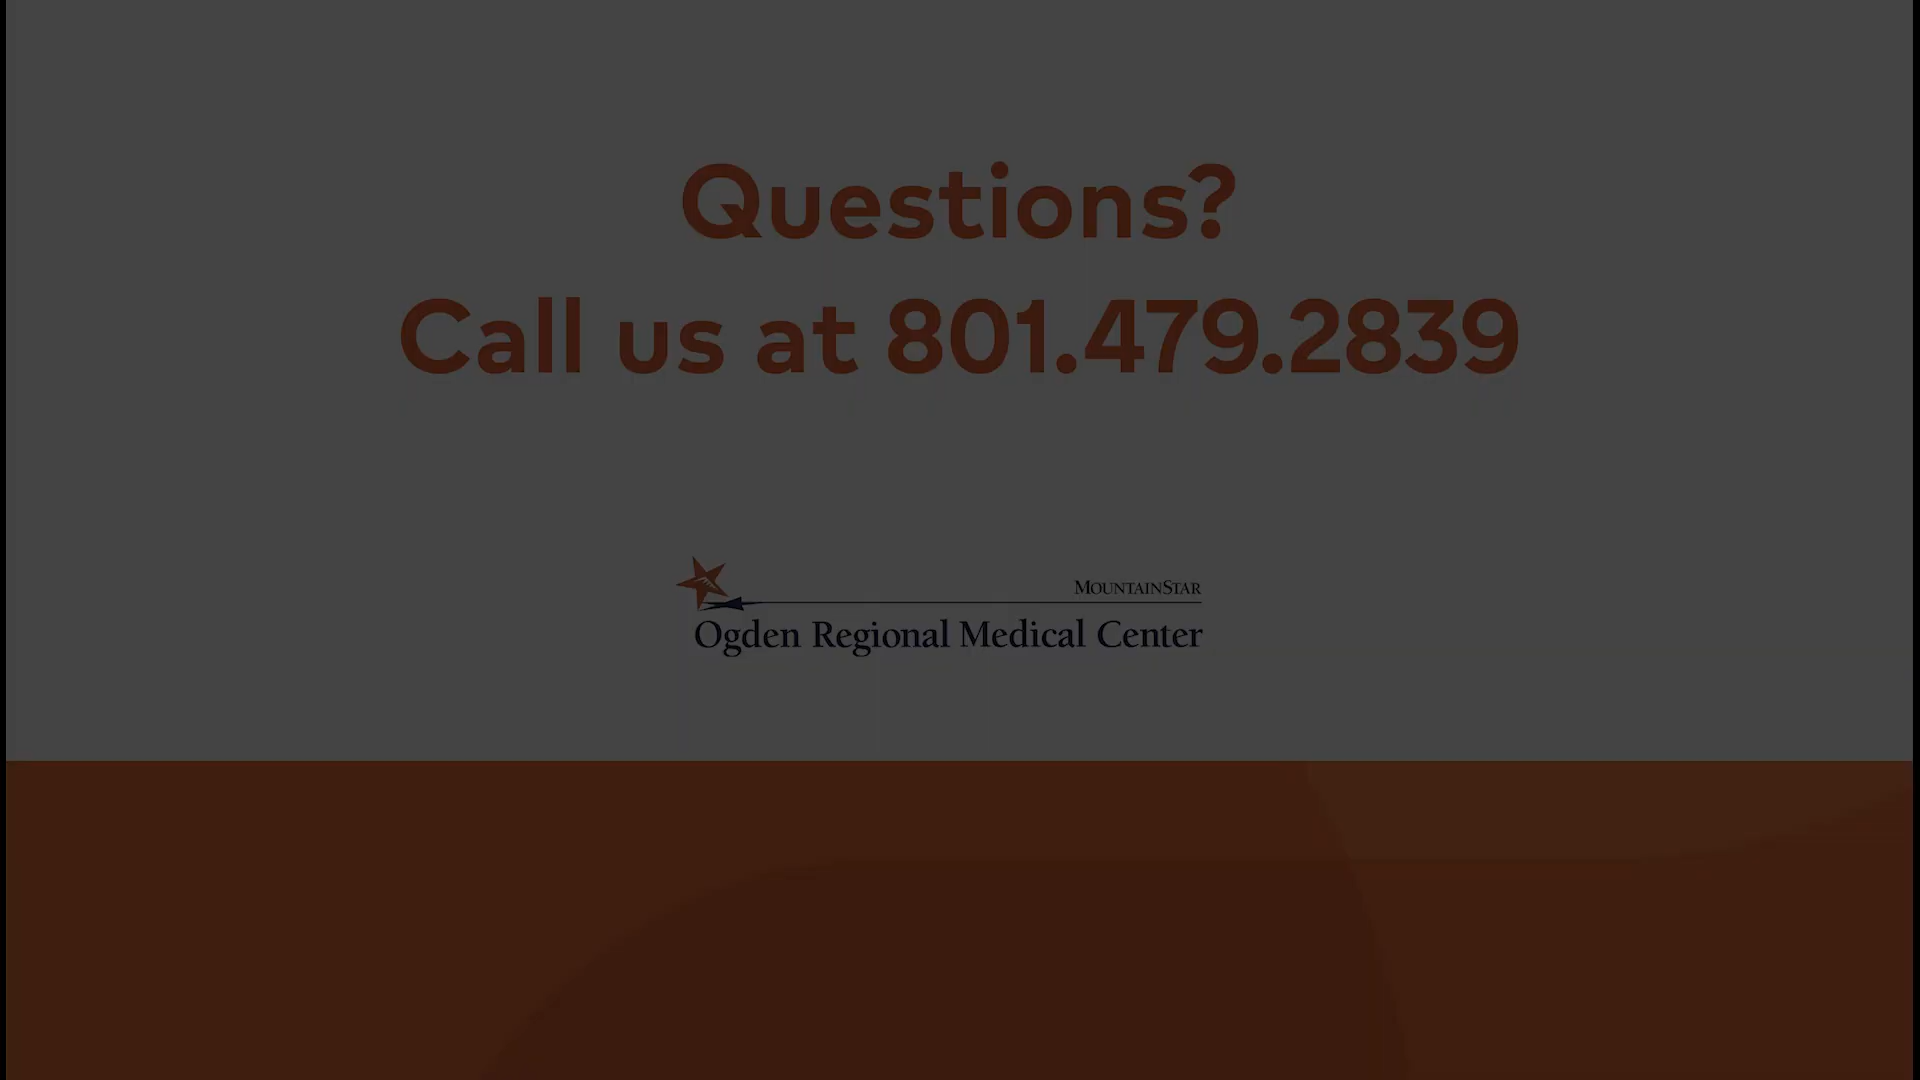 Questions?
Call us at 801.479.2839
MOUNTAINSTAR
Ogden Regional Medical Center